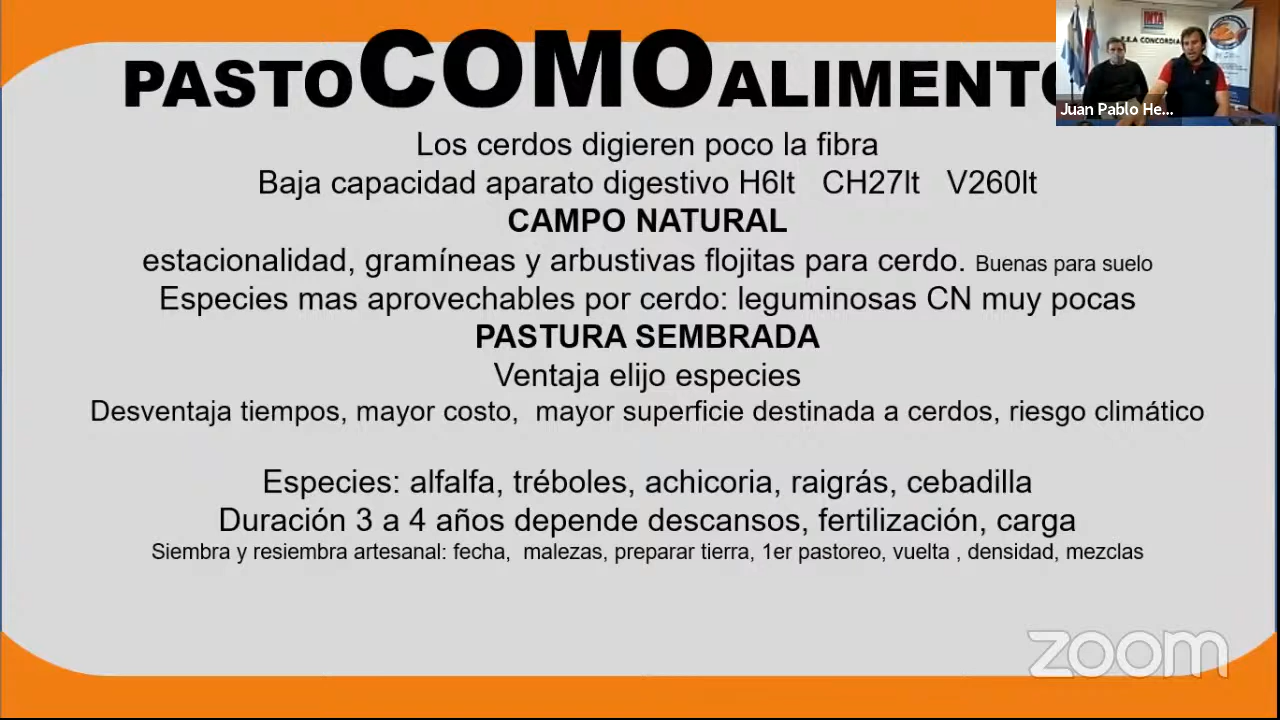 PASTO COMO ALIMENTO
INTA
E.E.A CONCORDIA
Juan Pablo He...
Los cerdos digieren poco la fibra
Baja capacidad aparato digestivo H6lt CH27lt V260lt
CAMPO NATURAL
estacionalidad, gramíneas y arbustivas flojitas para cerdo. Buenas para suelo
Especies mas aprovechables por cerdo: leguminosas CN muy pocas
PASTURA SEMBRADA
Ventaja elijo especies
Desventaja tiempos, mayor costo, mayor superficie destinada a cerdos, riesgo climático
Especies: alfalfa, tréboles, achicoria, raigrás, cebadilla
Duración 3 a 4 años depende descansos, fertilización, carga
Siembra y resiembra artesanal: fecha, malezas, preparar tierra, 1er pastoreo, vuelta , densidad, mezclas
zoom